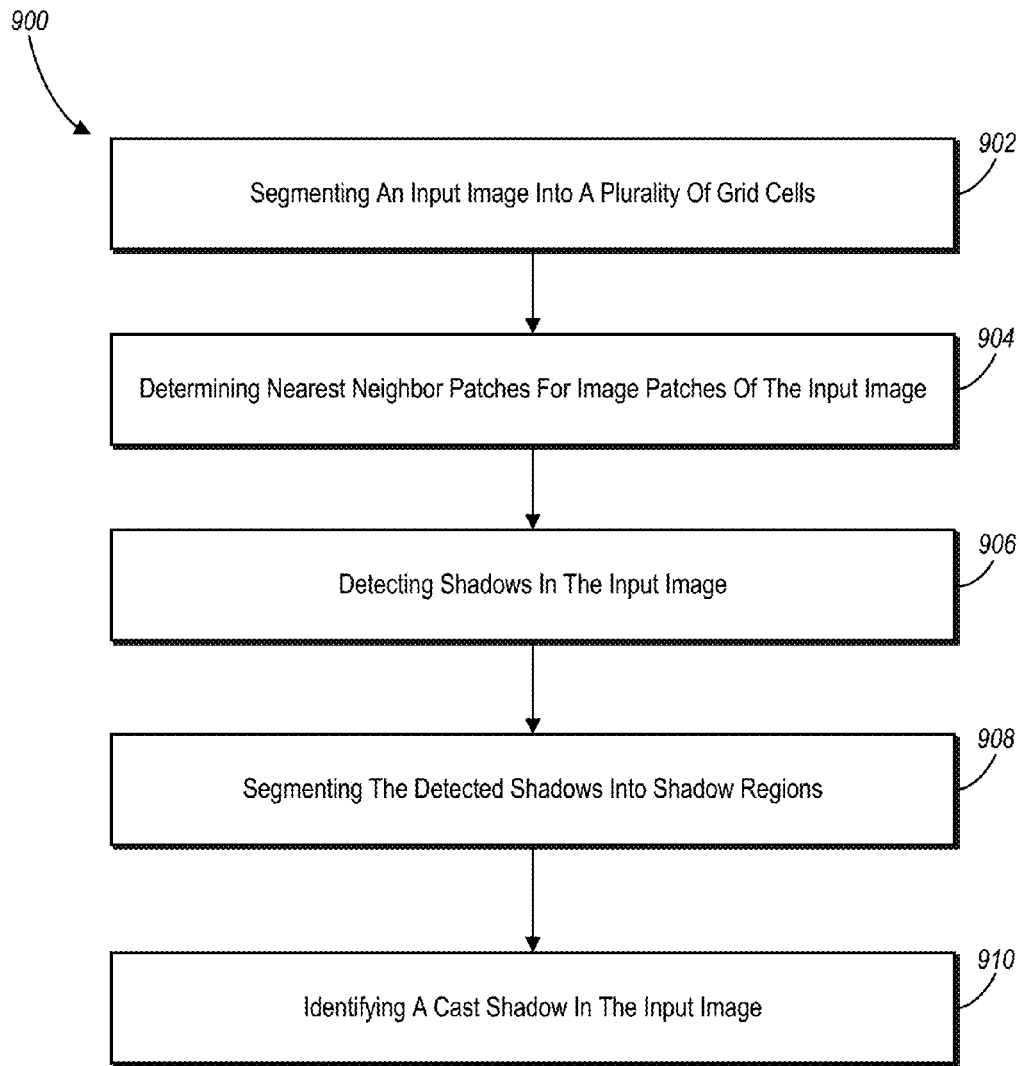 900
902
Segmenting An Input Image Into A Plurality Of Grid Cells
904
Determining Nearest Neighbor Patches For Image Patches Of The Input Image
906
Detecting Shadows In The Input Image
908
Segmenting The Detected Shadows Into Shadow Regions
910
Identifying A Cast Shadow In The Input Image